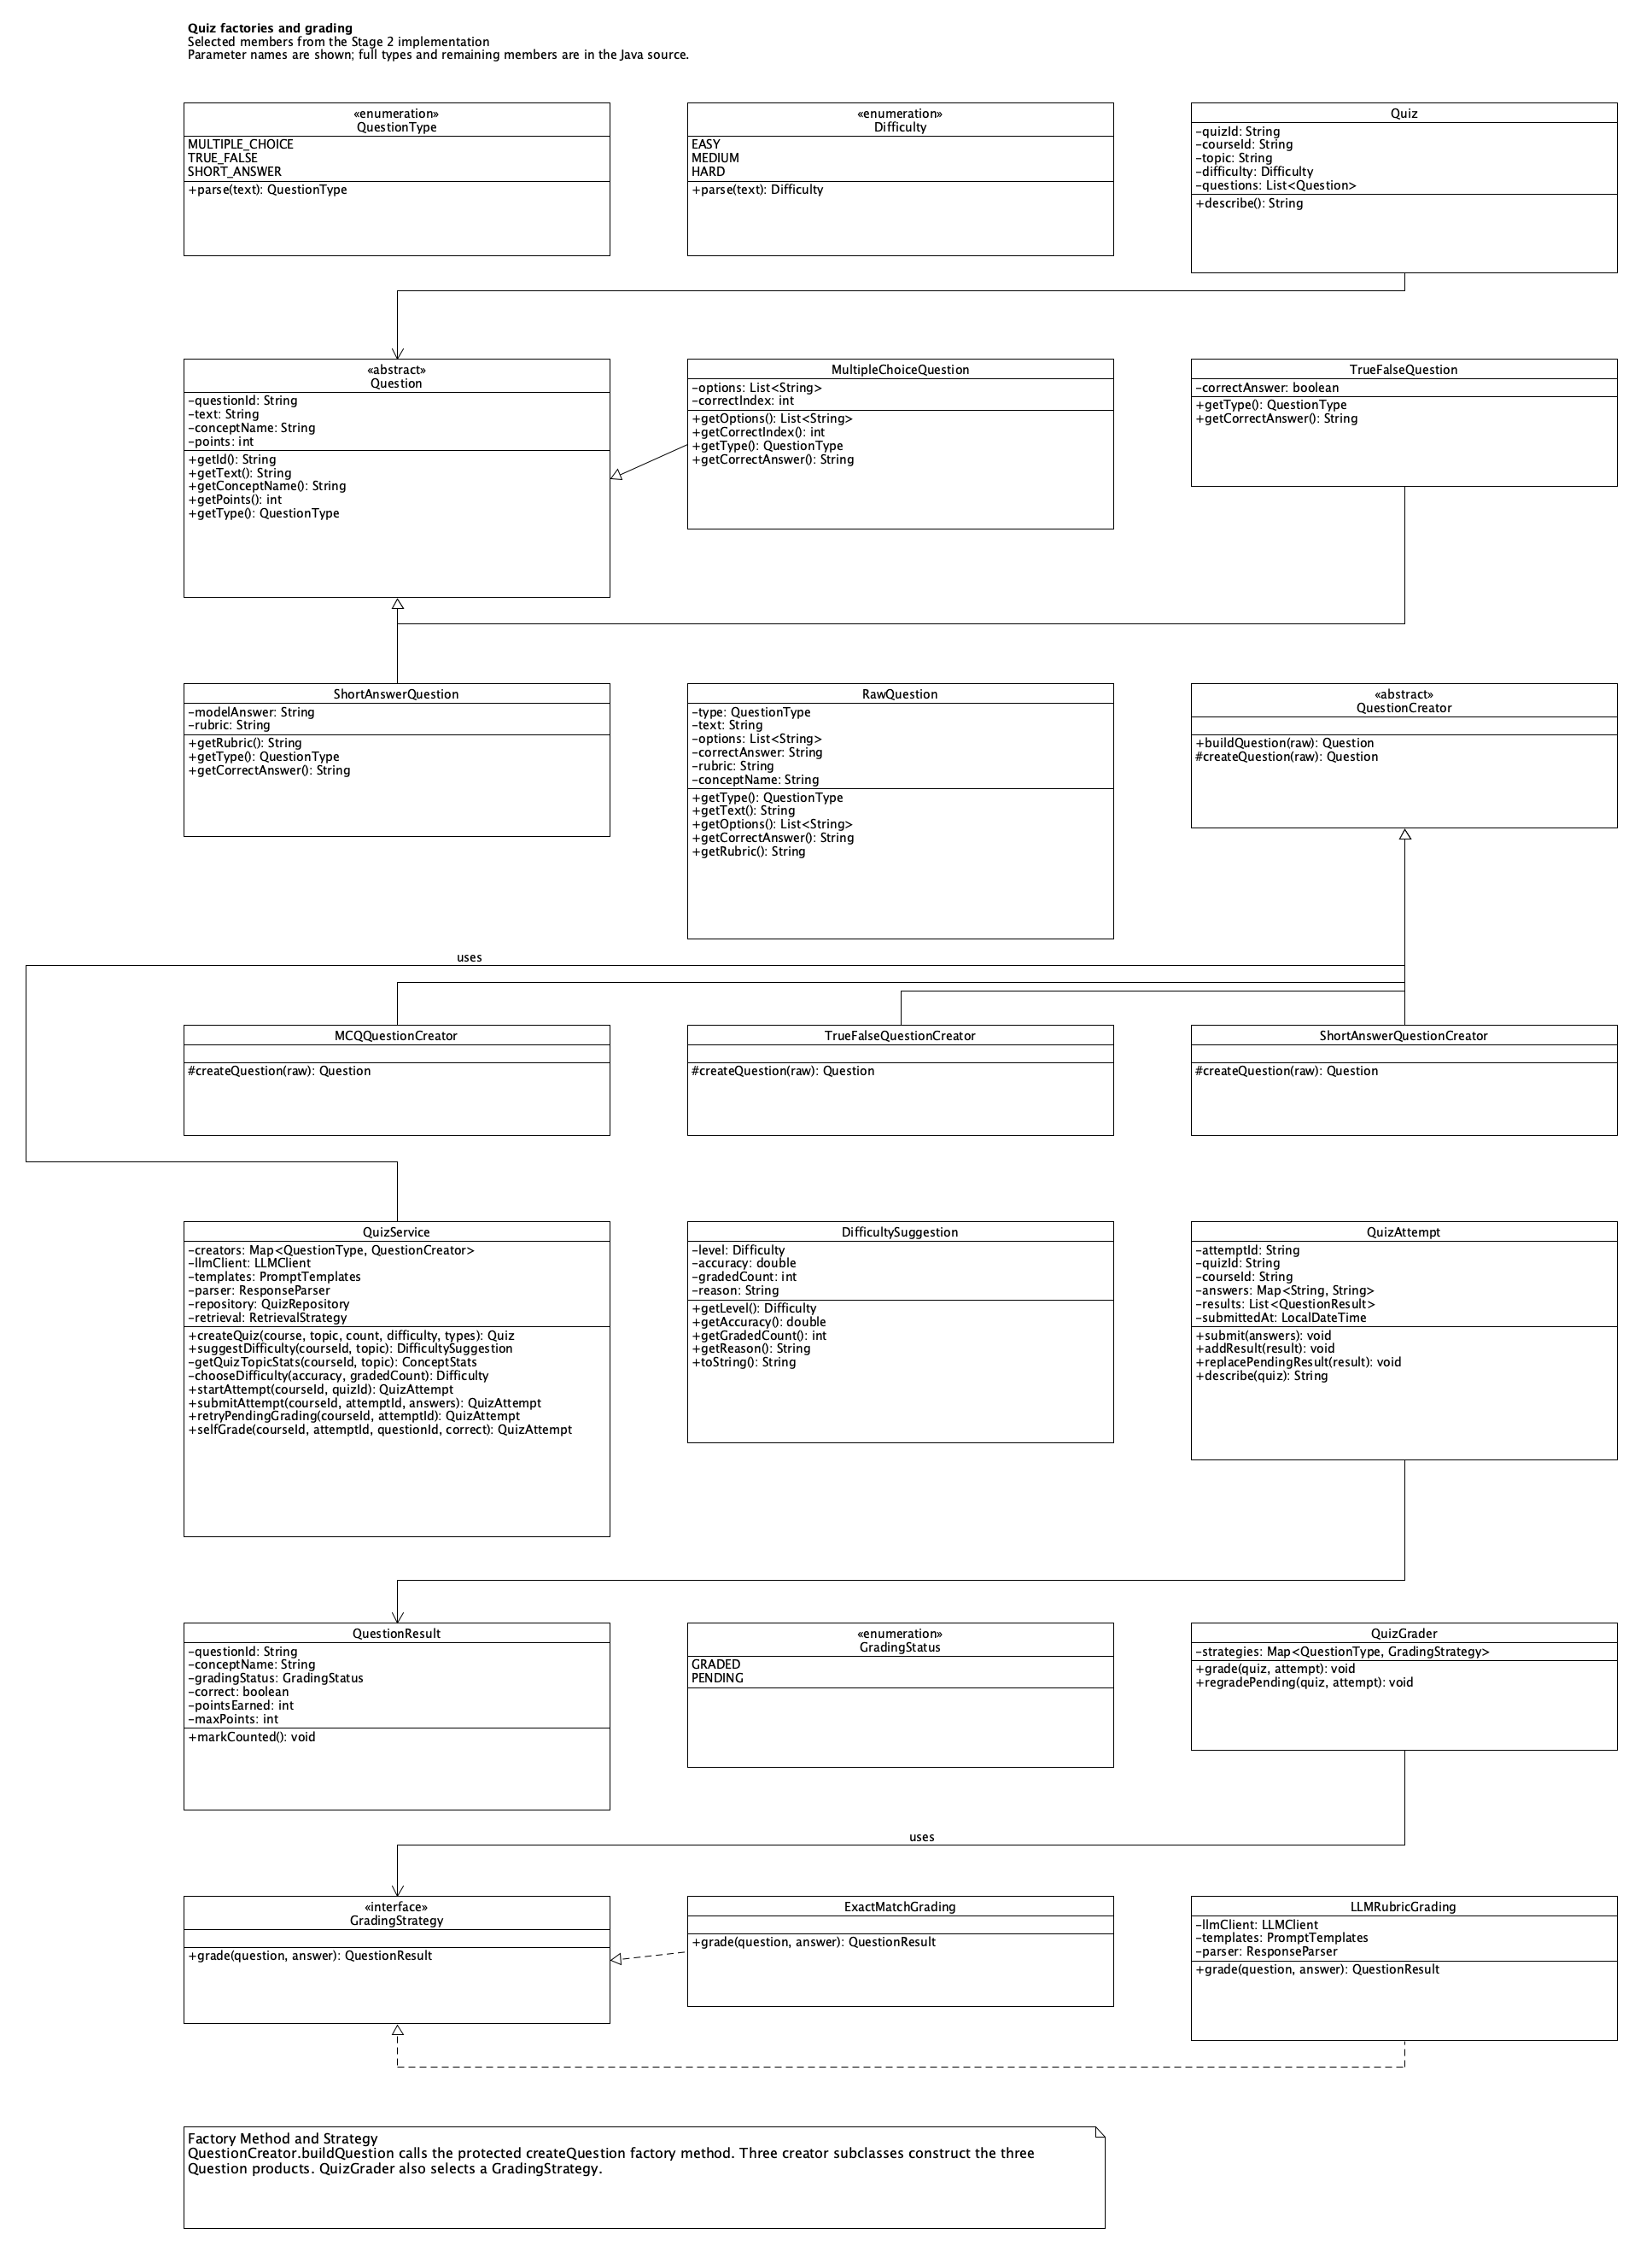 Quiz factories and grading
Selected members from the Stage 2 implementation
Parameter names are shown; full types and remaining members are in the Java source.
«enumeration»
QuestionType
MULTIPLE_CHOICE
TRUE_FALSE
SHORT_ANSWER
+parse(text): QuestionType
«enumeration»
Difficulty
EASY
MEDIUM
HARD
+parse(text): Difficulty
Quiz
-quizId: String
-courseId: String
-topic: String
-difficulty: Difficulty
-questions: List<Question>
+describe(): String
«abstract»
Question
-questionId: String
-text: String
-conceptName: String
-points: int
+getId(): String
+getText(): String
+getConceptName(): String
+getPoints(): int
+getType(): QuestionType
MultipleChoiceQuestion
-options: List<String>
-correctIndex: int
+getOptions(): List<String>
+getCorrectIndex(): int
+getType(): QuestionType
+getCorrectAnswer(): String
TrueFalseQuestion
-correctAnswer: boolean
+getType(): QuestionType
+getCorrectAnswer(): String
ShortAnswerQuestion
-modelAnswer: String
-rubric: String
+getRubric(): String
+getType(): QuestionType
+getCorrectAnswer(): String
RawQuestion
-type: QuestionType
-text: String
-options: List<String>
-correctAnswer: String
-rubric: String
-conceptName: String
+getType(): QuestionType
+getText(): String
+getOptions(): List<String>
+getCorrectAnswer(): String
+getRubric(): String
«abstract»
QuestionCreator
+buildQuestion(raw): Question
#createQuestion(raw): Question
uses
MCQQuestionCreator
#createQuestion(raw): Question
TrueFalseQuestionCreator
#createQuestion(raw): Question
ShortAnswerQuestionCreator
#createQuestion(raw): Question
QuizService
-creators: Map<QuestionType, QuestionCreator>
-llmClient: LLMClient
-templates: PromptTemplates
-parser: ResponseParser
-repository: QuizRepository
-retrieval: RetrievalStrategy
+createQuiz(course, topic, count, difficulty, types): Quiz
+suggestDifficulty(courseId, topic): DifficultySuggestion
-getQuizTopicStats(courseId, topic): ConceptStats
-chooseDifficulty(accuracy, gradedCount): Difficulty
+startAttempt(courseId, quizId): QuizAttempt
+submitAttempt(courseId, attemptId, answers): QuizAttempt
+retryPendingGrading(courseId, attemptId): QuizAttempt
+selfGrade(courseId, attemptId, questionId, correct): QuizAttempt
DifficultySuggestion
-level: Difficulty
-accuracy: double
-gradedCount: int
-reason: String
+getLevel(): Difficulty
+getAccuracy(): double
+getGradedCount(): int
+getReason(): String
+toString(): String
QuizAttempt
-attemptId: String
-quizId: String
-courseId: String
-answers: Map<String, String>
-results: List<QuestionResult>
-submittedAt: LocalDateTime
+submit(answers): void
+addResult(result): void
+replacePendingResult(result): void
+describe(quiz): String
QuestionResult
-questionId: String
-conceptName: String
-gradingStatus: GradingStatus
-correct: boolean
-pointsEarned: int
-maxPoints: int
+markCounted(): void
«enumeration»
GradingStatus
GRADED
PENDING
QuizGrader
-strategies: Map<QuestionType, GradingStrategy>
+grade(quiz, attempt): void
+regradePending(quiz, attempt): void
uses
«interface»
GradingStrategy
+grade(question, answer): QuestionResult
ExactMatchGrading
+grade(question, answer): QuestionResult
LLMRubricGrading
-llmClient: LLMClient
-templates: PromptTemplates
-parser: ResponseParser
+grade(question, answer): QuestionResult
Factory Method and Strategy
QuestionCreator.buildQuestion calls the protected createQuestion factory method. Three creator subclasses construct the three
Question products. QuizGrader also selects a GradingStrategy.